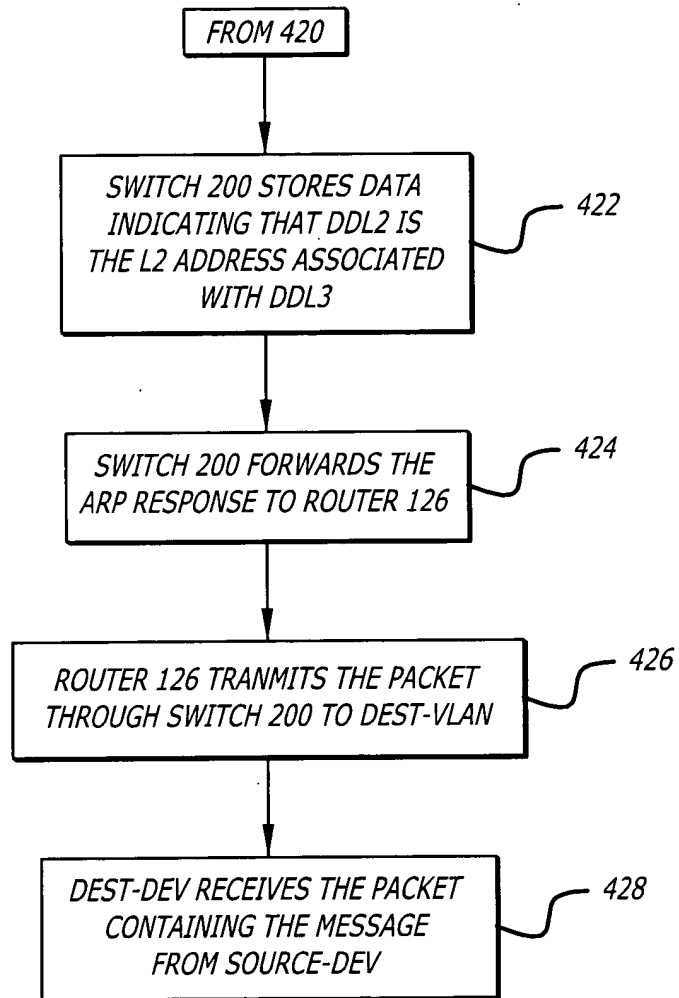 FROM 420
SWITCH 200 STORES DATA
INDICATING THAT DDL2 IS
THE L2 ADDRESS ASSOCIATED
WITH DDL3
422
SWITCH 200 FORWARDS THE
ARP RESPONSE TO ROUTER 126
424
ROUTER 126 TRANMITS THE PACKET
THROUGH SWITCH 200 TO DEST-VLAN
426
DEST-DEV RECEIVES THE PACKET
CONTAINING THE MESSAGE
FROM SOURCE-DEV
428